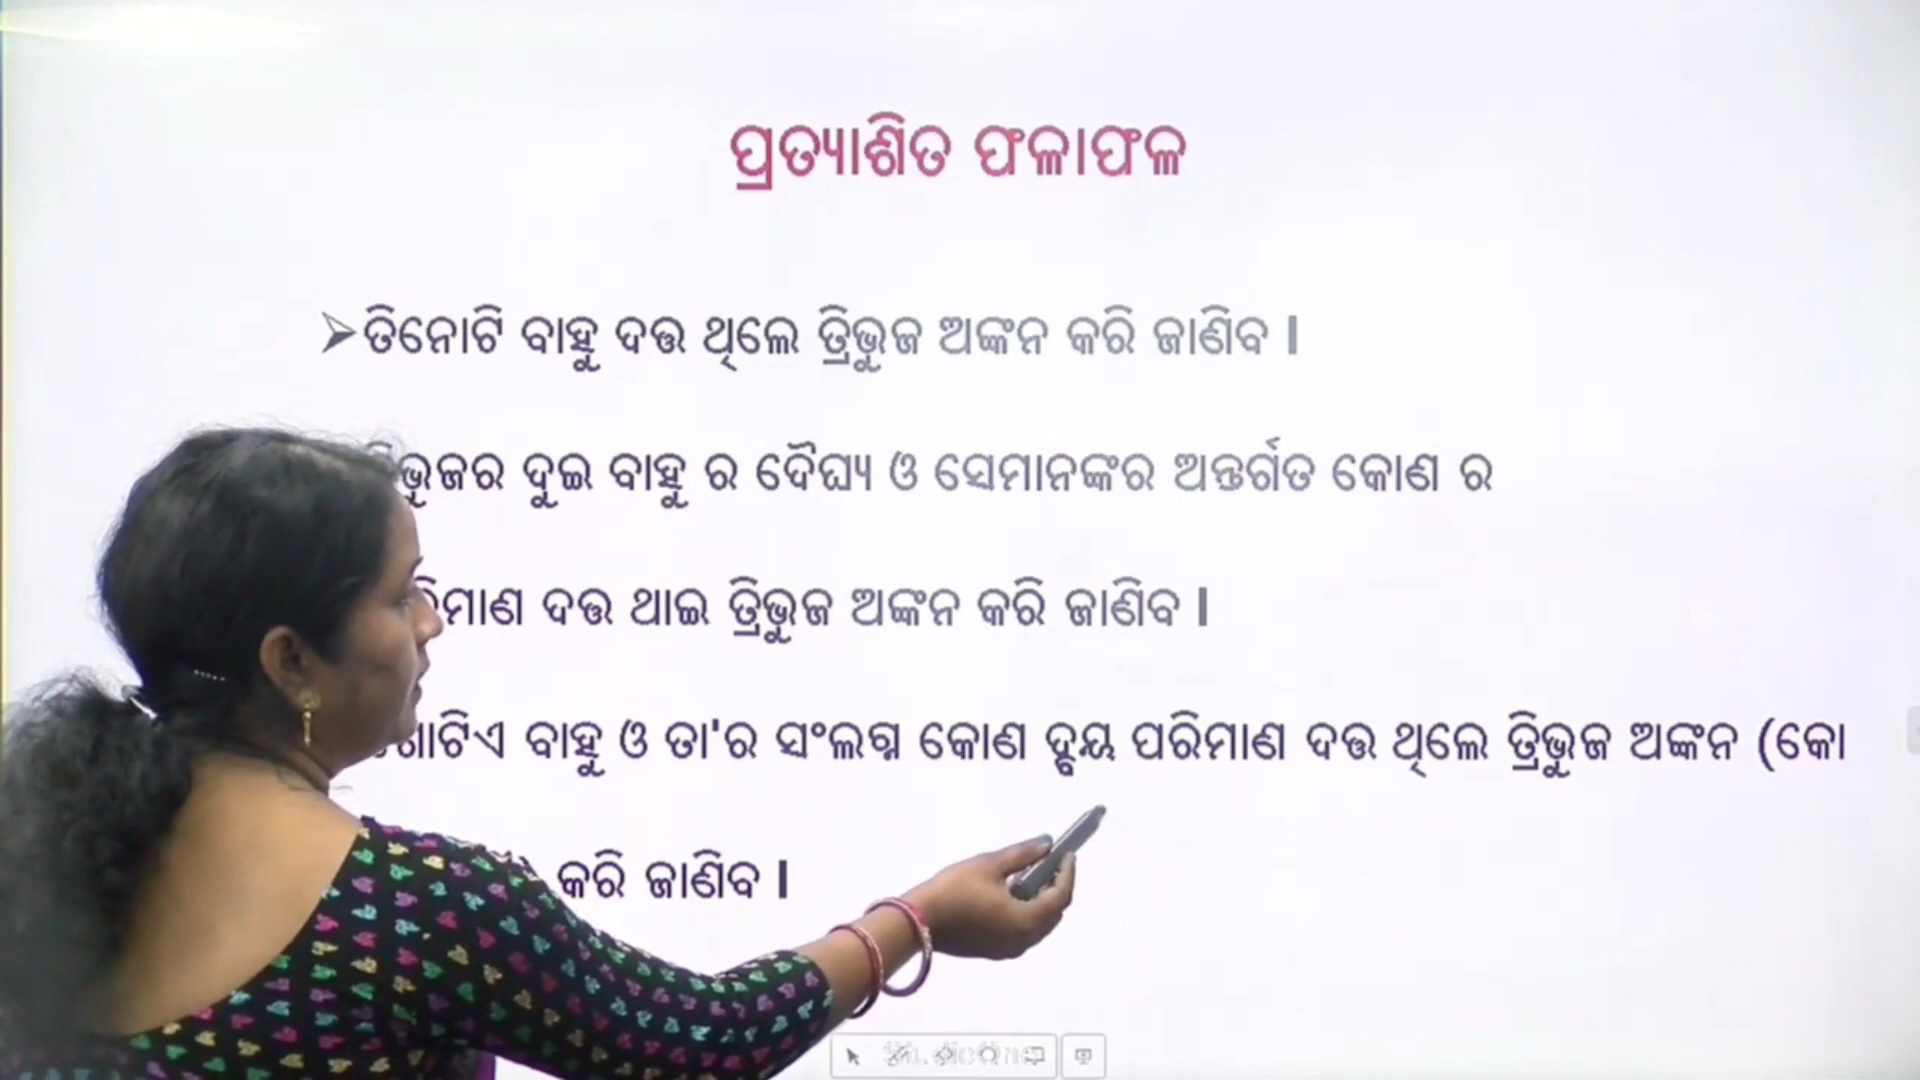 ପ୍ରତ୍ୟାଶିତ ଫଳାଫଳ
➢ତିନୋଟି ବାହୁ ଦତ୍ତ ଥିଲେ ତ୍ରିଭୁଜ ଅଙ୍କନ କରି ଜାଣିବ ।
ଦୁଇ ବାହୁ ର ଦୈର୍ଘ୍ୟ ଓ ସେମାନଙ୍କର ଅନ୍ତର୍ଗତ କୋଣ ର
ଦତ୍ତ ଥାଇ ତ୍ରିଭୁଜ ଅଙ୍କନ କରି ଜାଣିବ ।
ବାହୁ ଓ ତା'ର ସଂଲଗ୍ନ କୋଣ ଦ୍ବୟ ପରିମାଣ ଦତ୍ତ ଥିଲେ ତ୍ରିଭୁଜ ଅଙ୍କନ (କୋ
କରି ଜାଣିବ ।